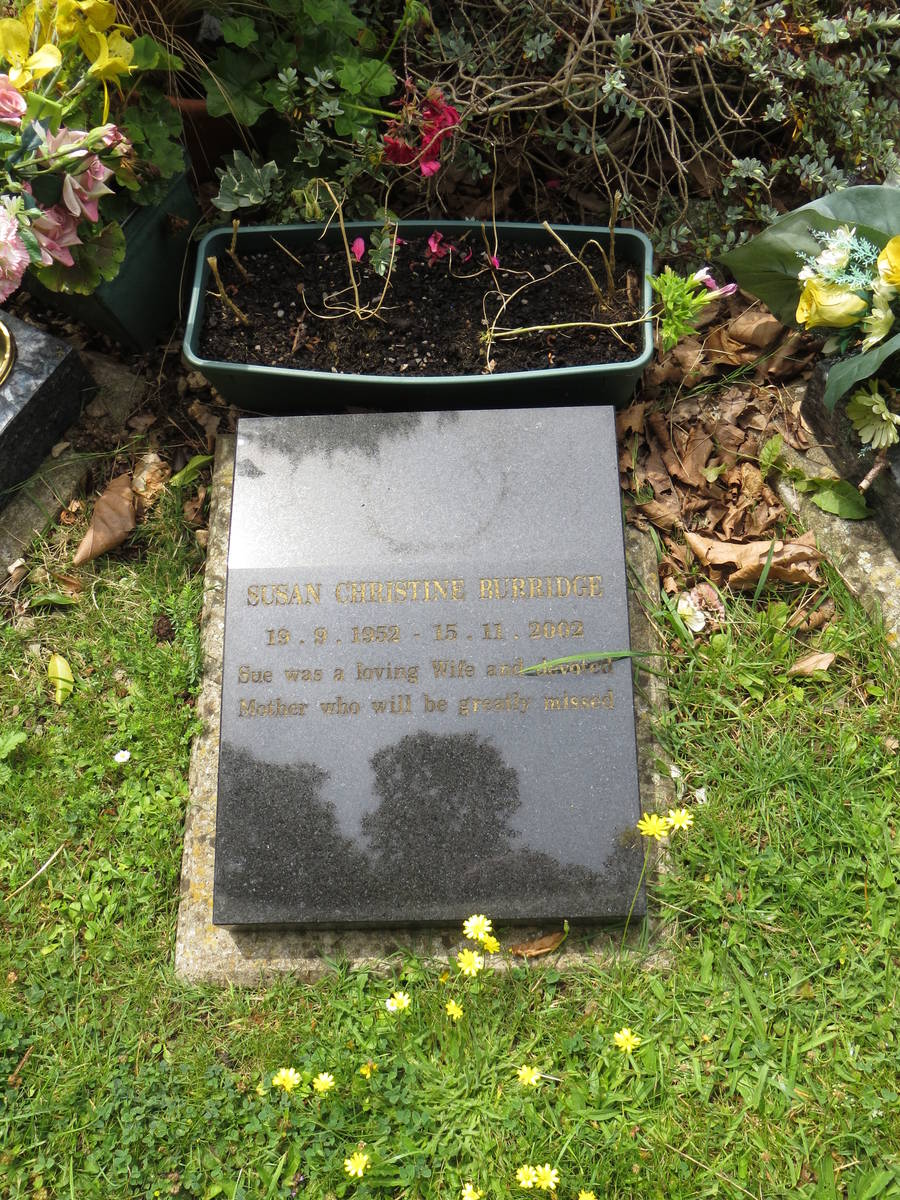 SUSAN CHRISTINE BURRIDGE
19 . 9 . 1952 - 15 . 11 . 2002
Sue was a loving Wife and devoted
Mother who will be greatly missed